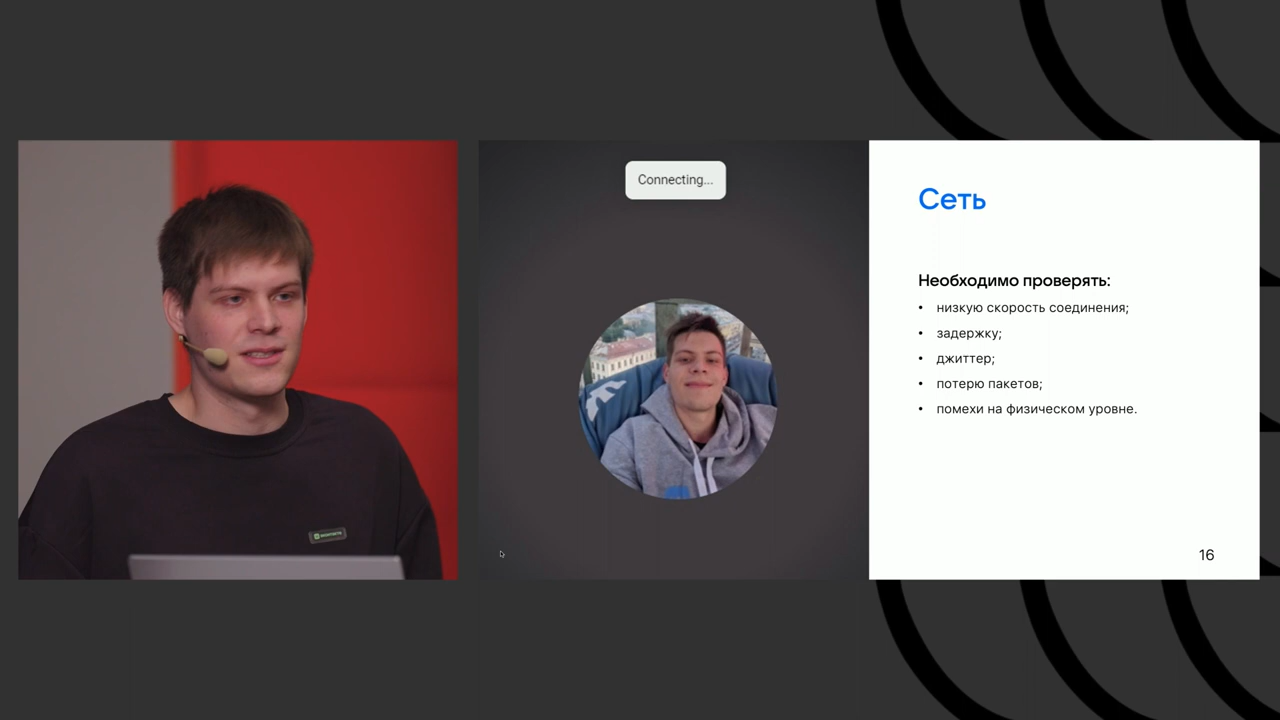 Connecting...
Сеть
Необходимо проверять:
• низкую скорость соединения;
• задержку;
• джиттер;
• потерю пакетов;
• помехи на физическом уровне.
16